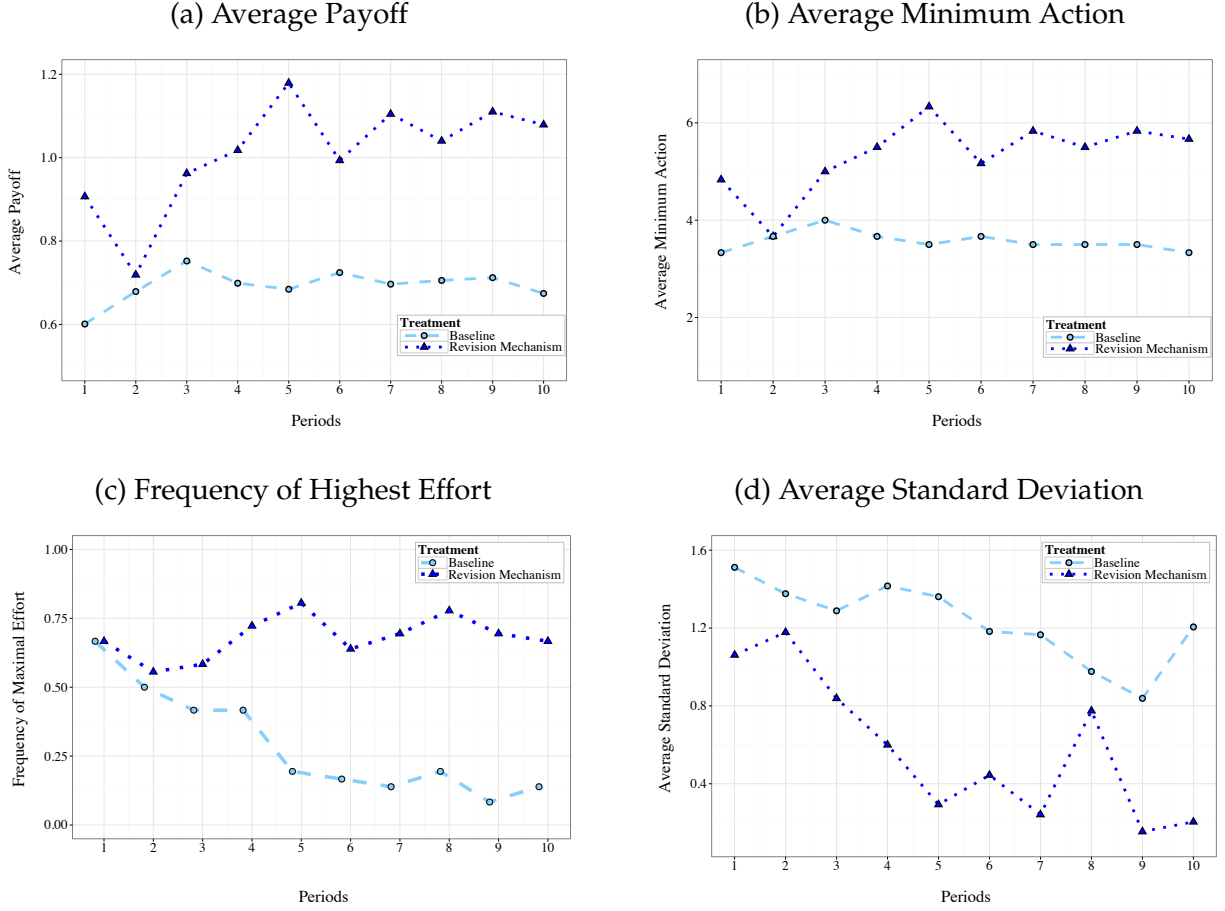 (a) Average Payoff
1.2
1.0
0.8
0.6
Average Payoff
Treatment
Baseline
Revision Mechanism
1 2 3 4 5 6 7 8 9 10
Periods
(b) Average Minimum Action
6
4
2
Average Minimum Action
Treatment
Baseline
Revision Mechanism
1 2 3 4 5 6 7 8 9 10
Periods
(c) Frequency of Highest Effort
1.00
0.75
0.50
0.25
0.00
Frequency of Maximal Effort
Treatment
Baseline
Revision Mechanism
1 2 3 4 5 6 7 8 9 10
Periods
(d) Average Standard Deviation
1.6
1.2
0.8
0.4
Average Standard Deviation
Treatment
Baseline
Revision Mechanism
1 2 3 4 5 6 7 8 9 10
Periods